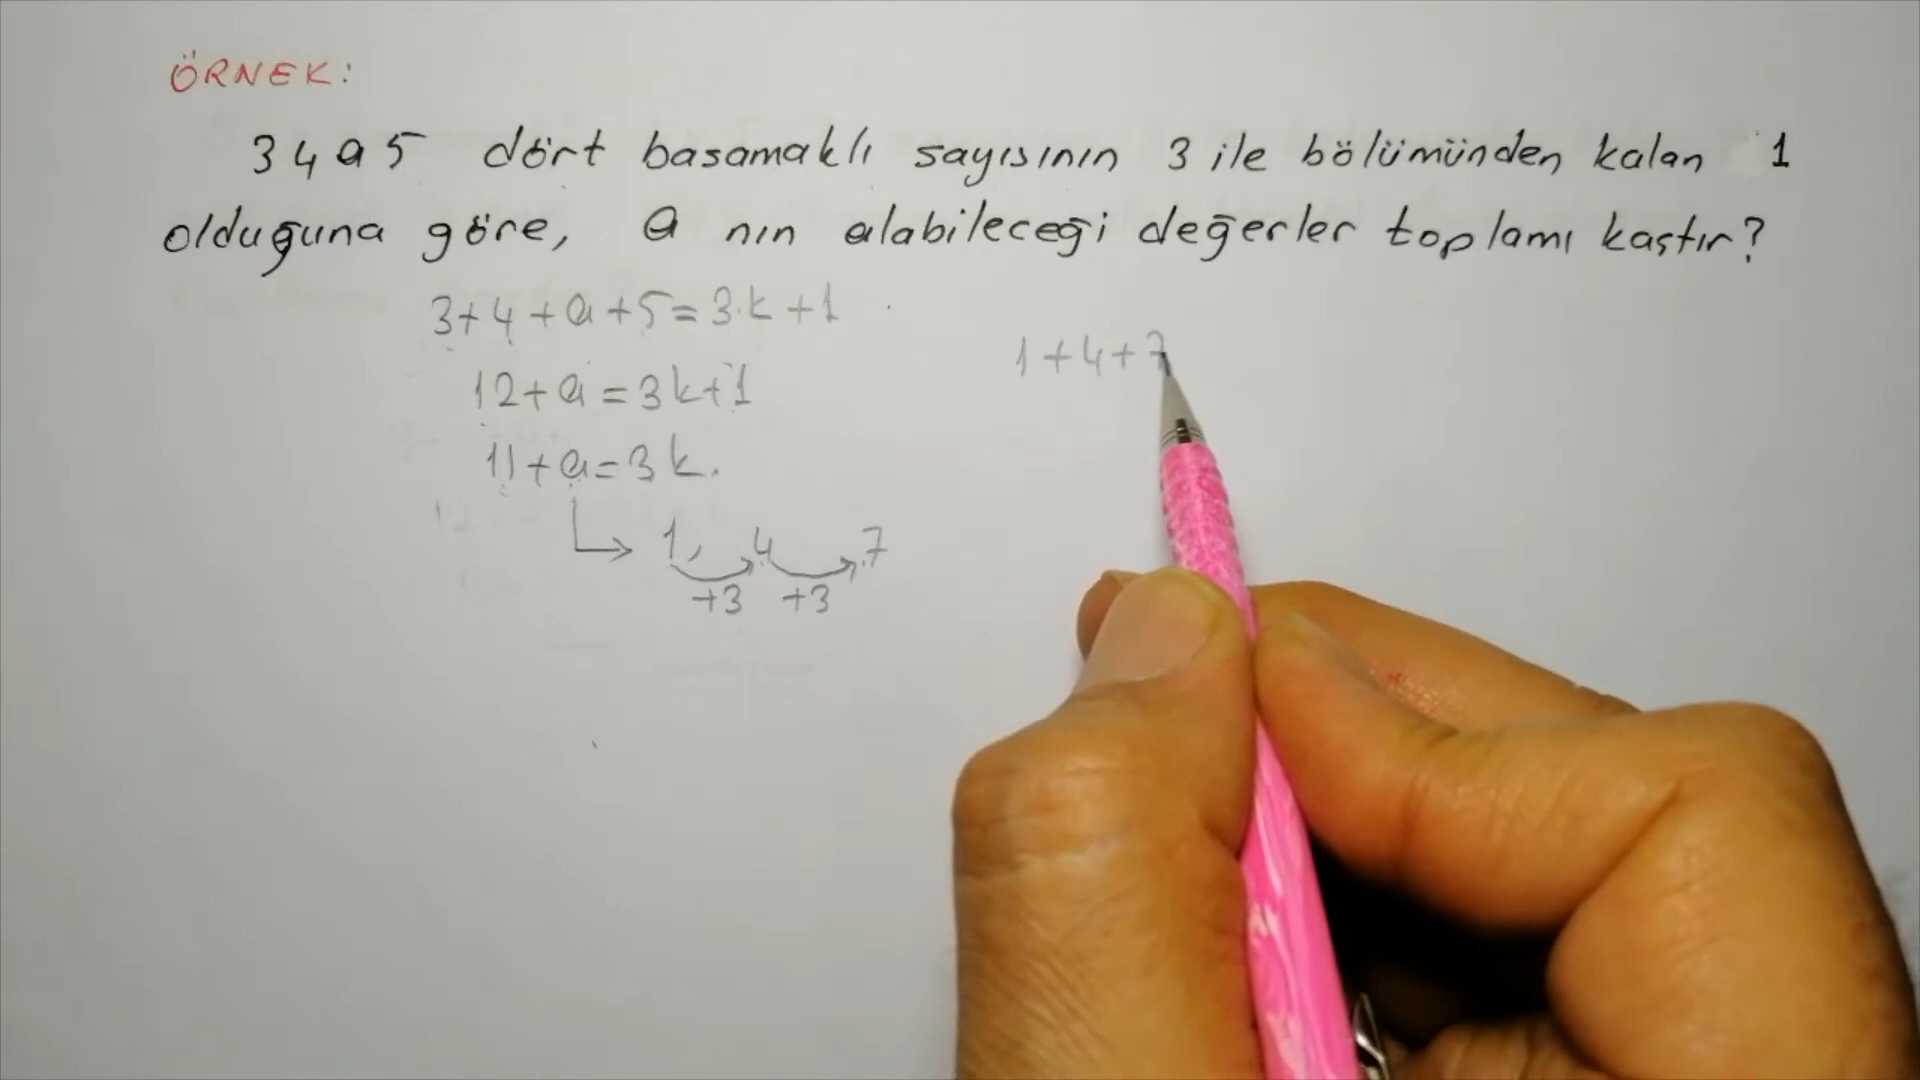 ÖRNEK:
34a5 dört basamaklı sayısının 3 ile bölümünden kalan 1
olduğuna göre, a nın alabileceği değerler toplamı kaçtır?
3+4+a+5=3.k+1
12+a=3k+1
11+a=3k.
1, 4 7
+3 +3
1+4+7